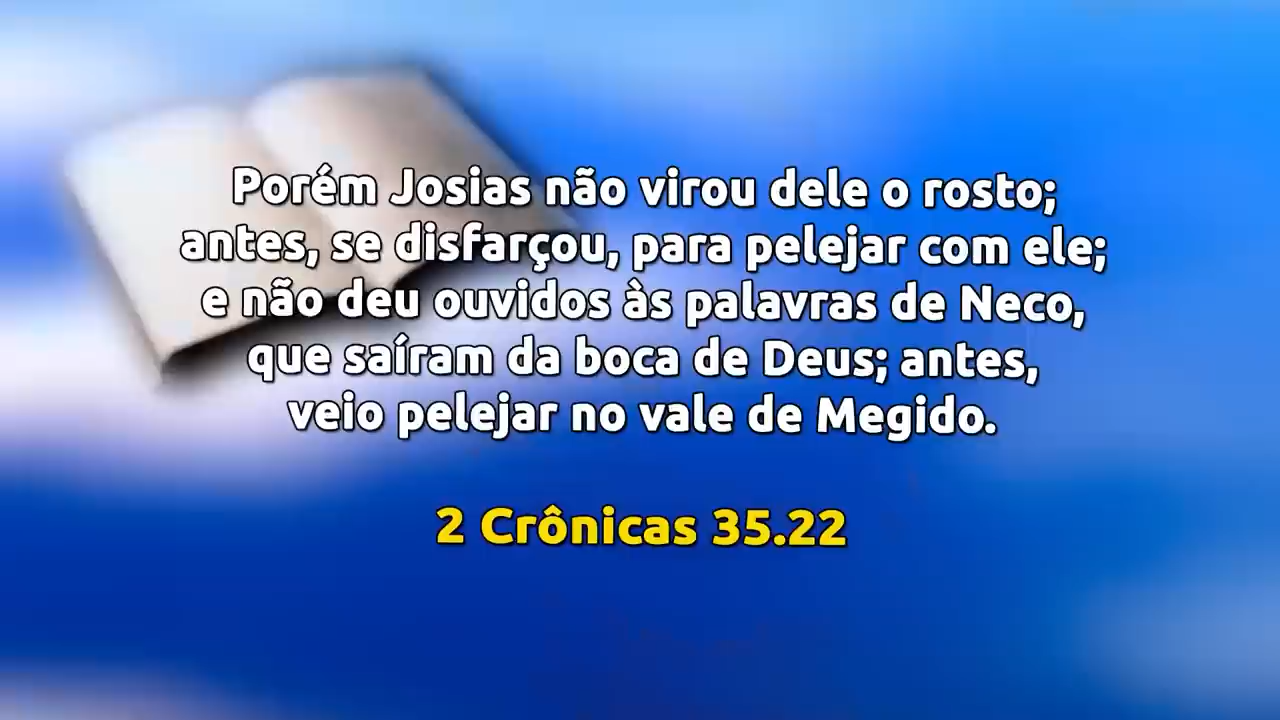 Porém Josias não virou dele o rosto;
antes, se disfarçou, para pelejar com ele;
e não deu ouvidos às palavras de Neco,
que saíram da boca de Deus; antes,
veio pelejar no vale de Megido.
2 Crônicas 35.22